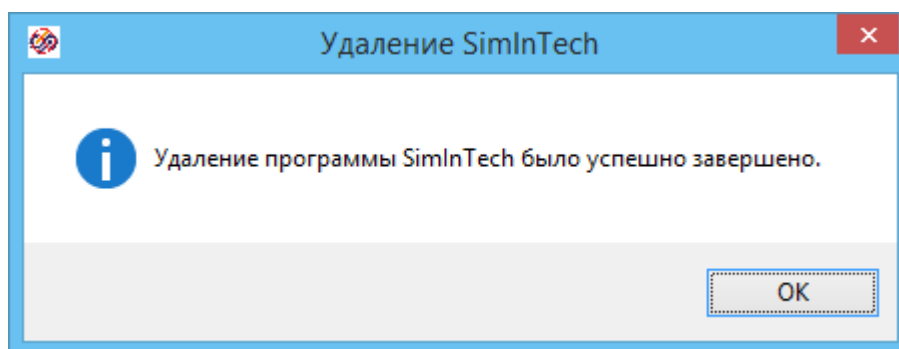 Удаление SimInTech
Удаление программы SimInTech было успешно завершено.
OK